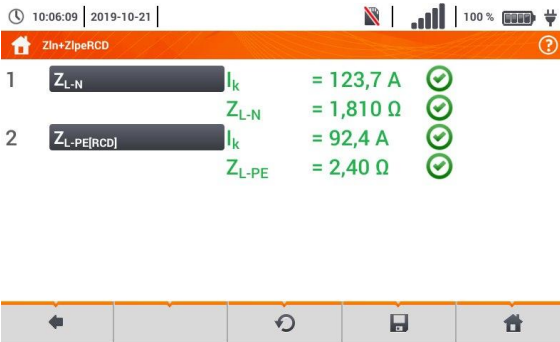 10:06:09 2019-10-21 100 %
Zln+ZlpeRCD ?
1 ZL-N Ik = 123,7 A
ZL-N = 1,810 Ω
2 ZL-PE[RCD] Ik = 92,4 A
ZL-PE = 2,40 Ω